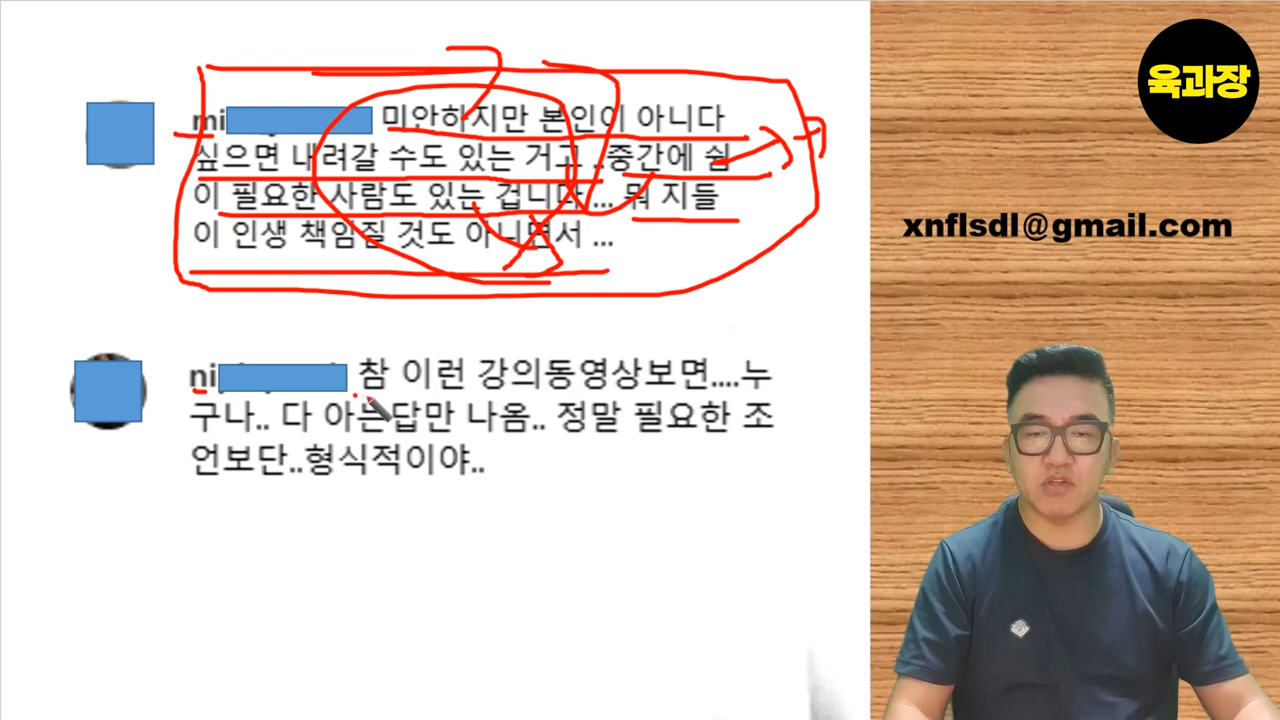 육과장
mi
미안하지만 본인이 아니다
싶으면 내려갈 수도 있는 거고 ..중간에 쉼
이 필요한 사람도 있는 겁니다 ... 뭐 지들
이 인생 책임질 것도 아니면서 ...
xnflsdl@gmail.com
ni
참 이런 강의동영상보면....누
구나.. 다 아는답만 나옴.. 정말 필요한 조
언보단..형식적이야..